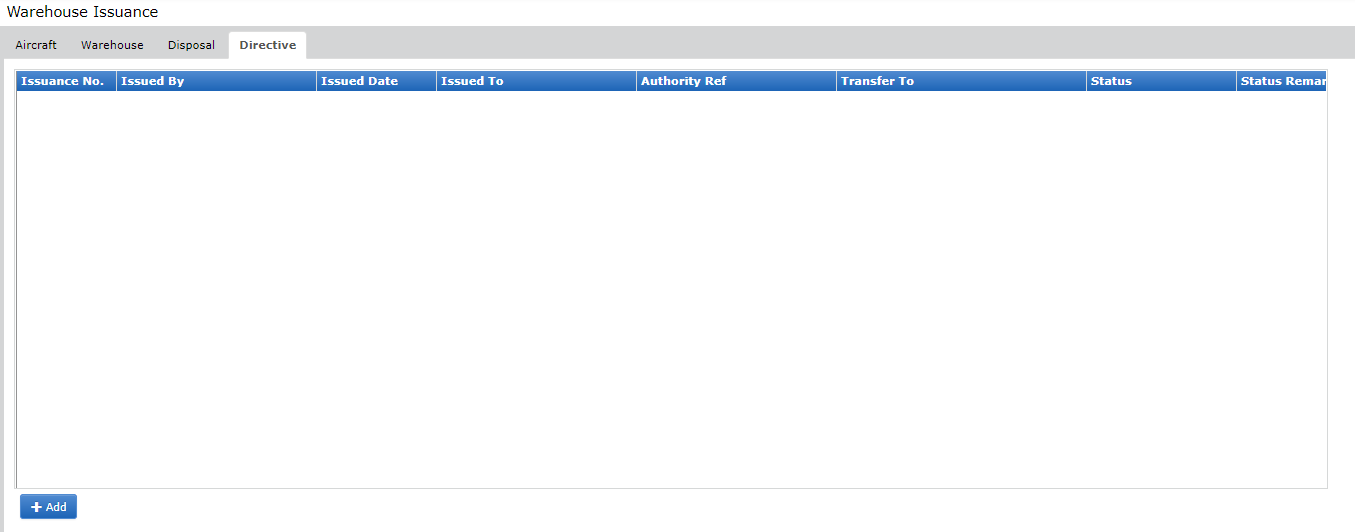 Warehouse Issuance
Aircraft Warehouse Disposal Directive
Issuance No. Issued By Issued Date Issued To Authority Ref Transfer To Status Status Remar
Add